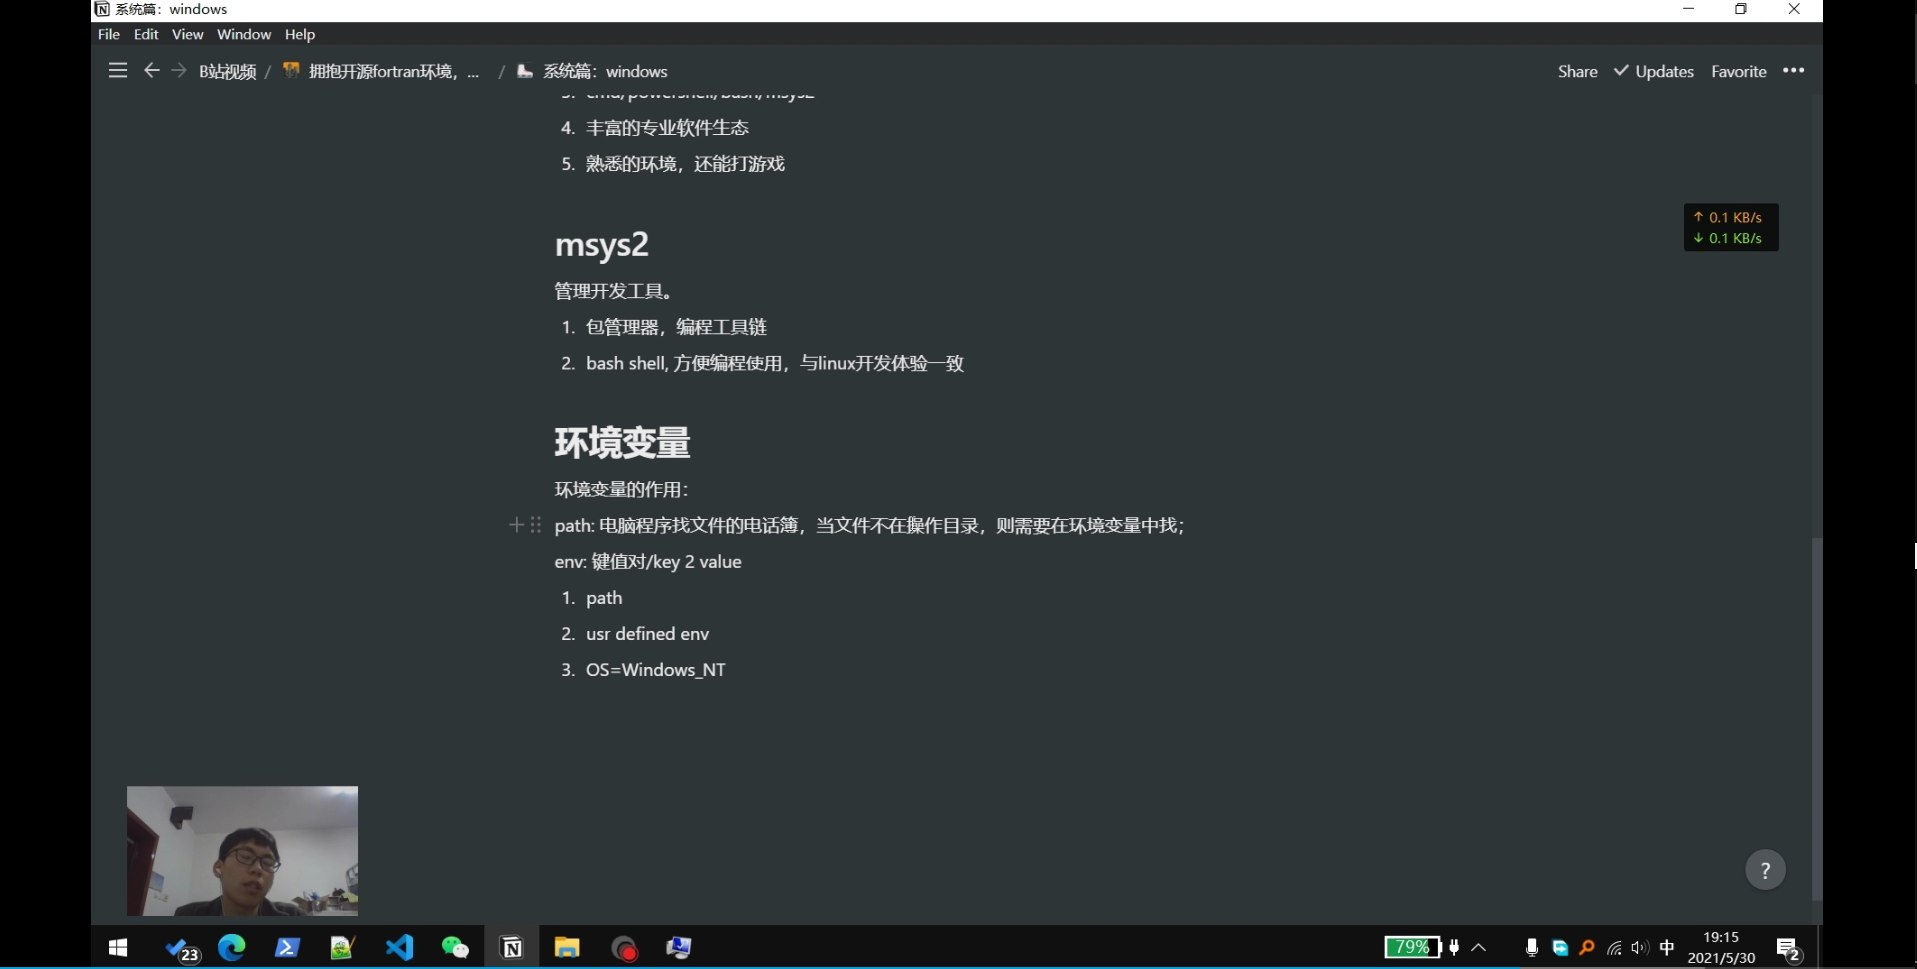 系统篇：windows
File Edit View Window Help
B站视频 / 拥抱开源fortran环境，... / 系统篇：windows
Share Updates Favorite
3. cmd/powershell/bash/msys2
4. 丰富的专业软件生态
5. 熟悉的环境，还能打游戏
↑ 0.1 KB/s
↓ 0.1 KB/s
msys2
管理开发工具。
1. 包管理器，编程工具链
2. bash shell, 方便编程使用，与linux开发体验一致
环境变量
环境变量的作用：
path: 电脑程序找文件的电话簿，当文件不在操作目录，则需要在环境变量中找；
env: 键值对/key 2 value
1. path
2. usr defined env
3. OS=Windows_NT
?
23
79%
中
19:15
2021/5/30
2